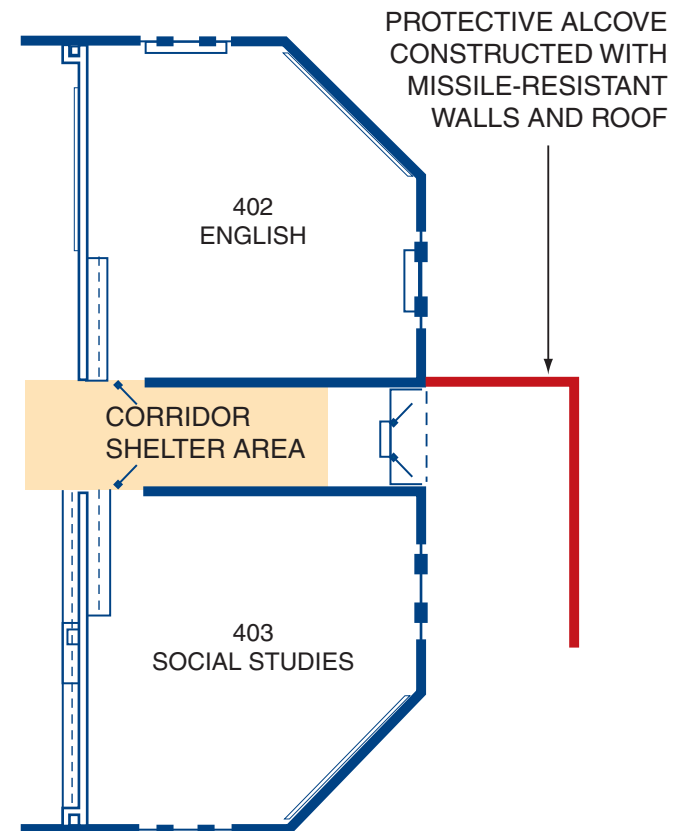 PROTECTIVE ALCOVE
CONSTRUCTED WITH
MISSILE-RESISTANT
WALLS AND ROOF
402
ENGLISH
CORRIDOR
SHELTER AREA
403
SOCIAL STUDIES